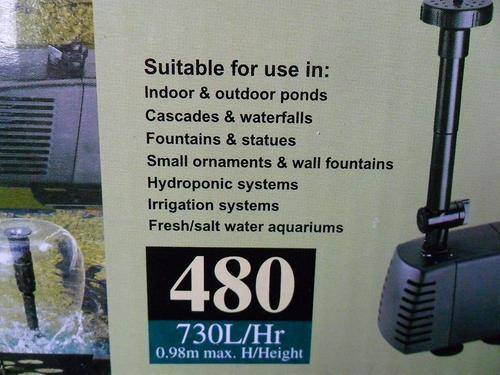 Suitable for use in:
Indoor & outdoor ponds
Cascades & waterfalls
Fountains & statues
Small ornaments & wall fountains
Hydroponic systems
Irrigation systems
Fresh/salt water aquariums
480
730L/Hr
0.98m max. H/Height